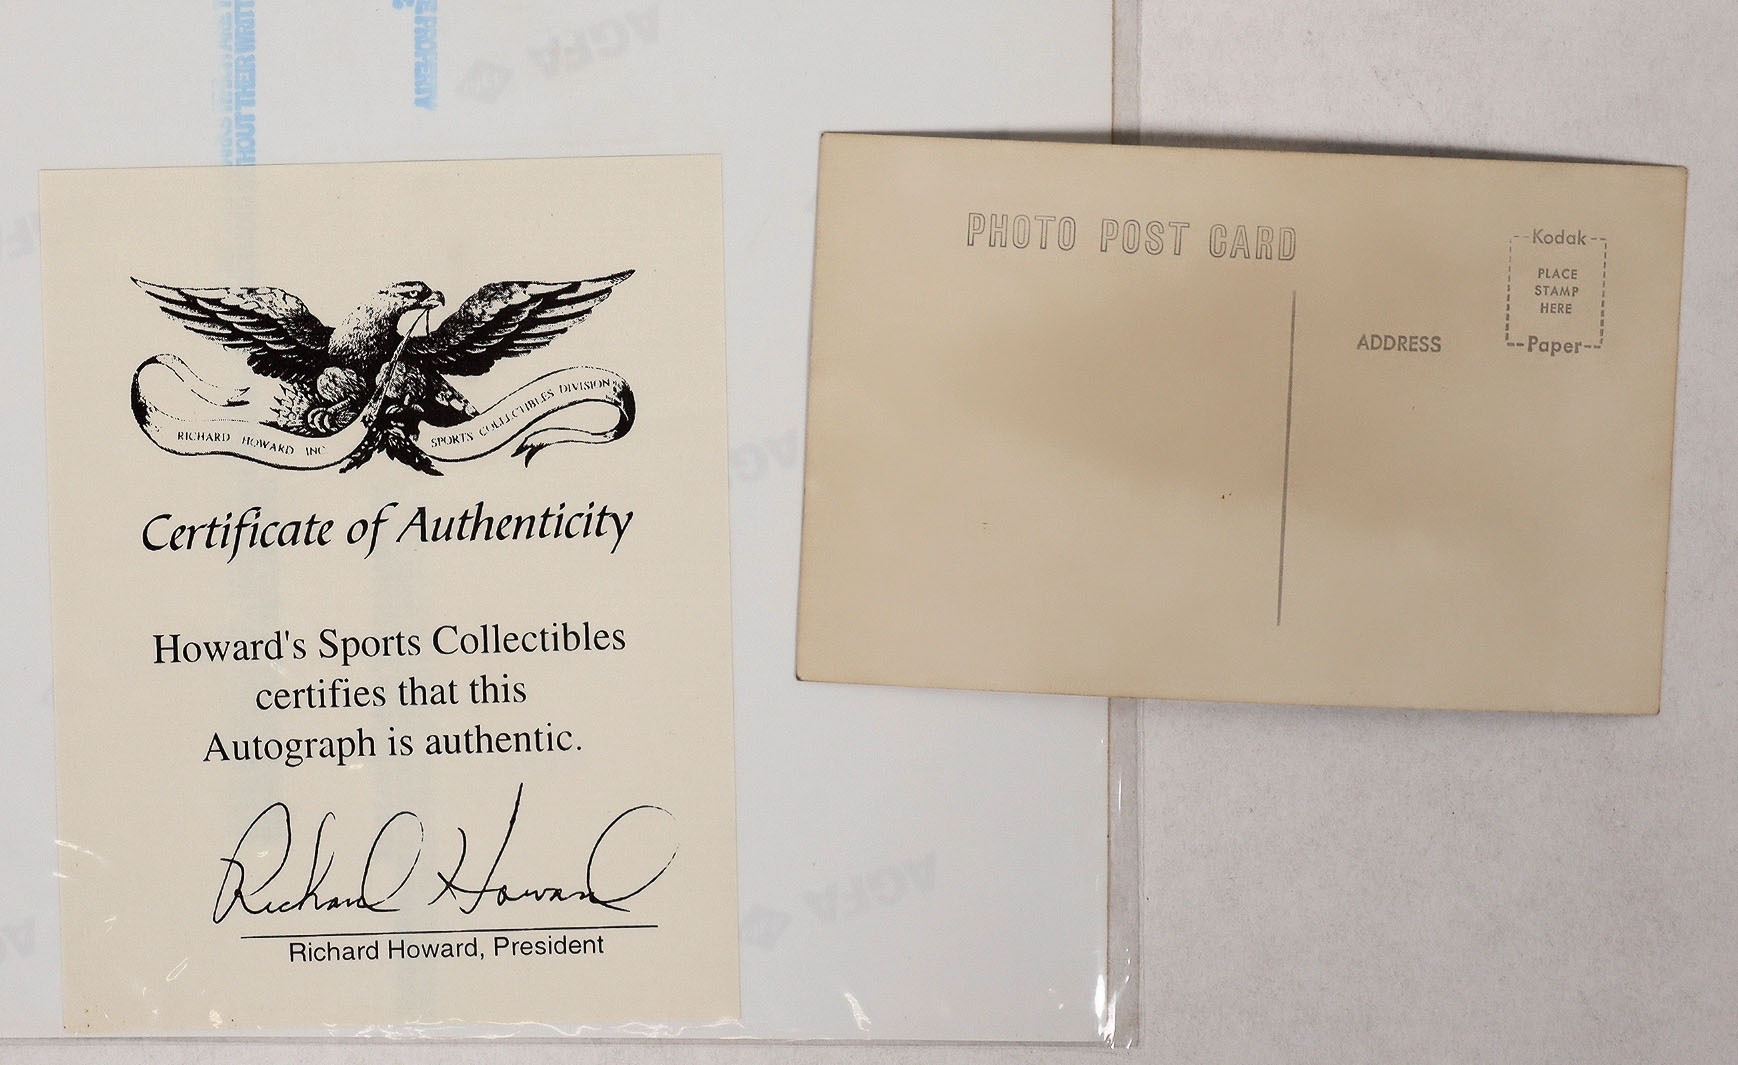 RICHARD HOWARD INC
SPORTS COLLECTIBLES DIVISION
Certificate of Authenticity
Howard's Sports Collectibles
certifies that this
Autograph is authentic.
Richard Howard
Richard Howard, President
PHOTO POST CARD
ADDRESS
Kodak
PLACE
STAMP
HERE
Paper
AGFA
AGFA